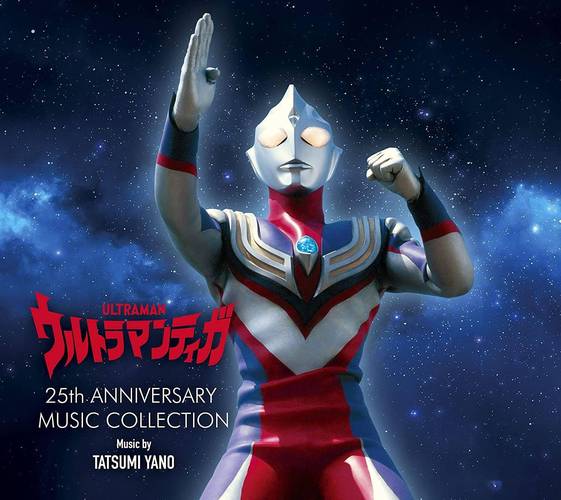 ULTRAMAN
ウルトラマンティガ
25th ANNIVERSARY
MUSIC COLLECTION
Music by
TATSUMI YANO